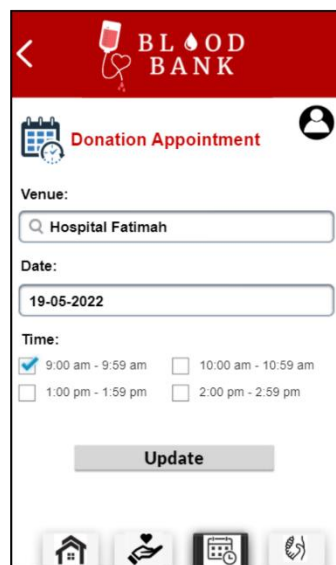 BLOOD
BANK
Donation Appointment
Venue:
Hospital Fatimah
Date:
19-05-2022
Time:
9:00 am - 9:59 am
10:00 am - 10:59 am
1:00 pm - 1:59 pm
2:00 pm - 2:59 pm
Update